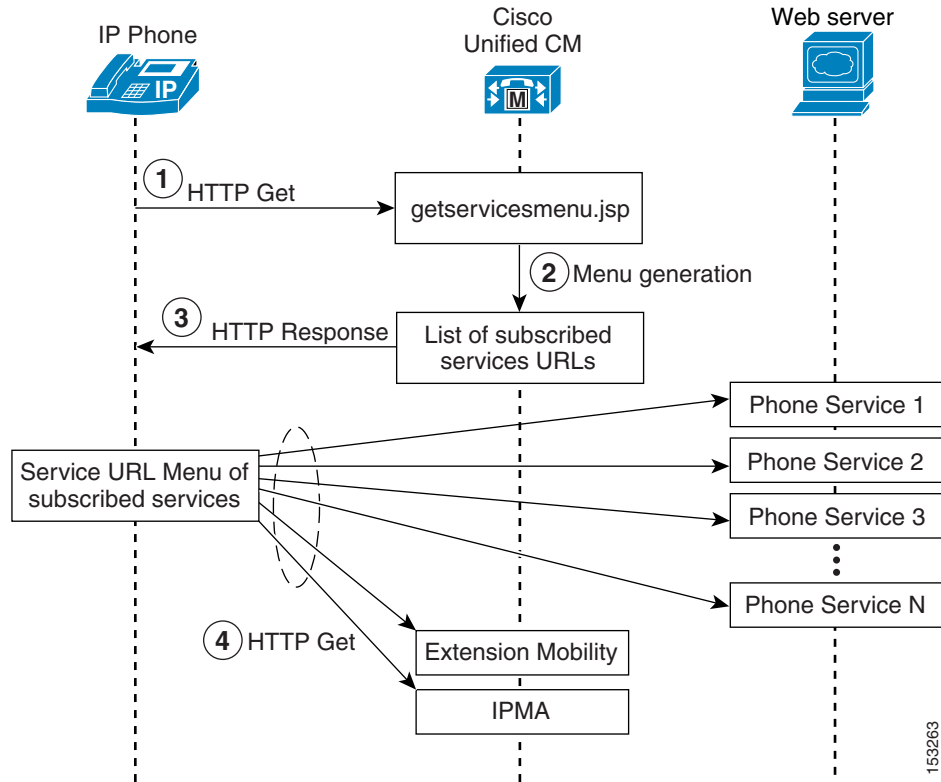 IP Phone
Cisco
Unified CM
Web server
IP
M
1
HTTP Get
getservicesmenu.jsp
2
Menu generation
3
HTTP Response
List of subscribed
services URLs
Phone Service 1
Service URL Menu of
subscribed services
Phone Service 2
Phone Service 3
Phone Service N
4
HTTP Get
Extension Mobility
IPMA
153263